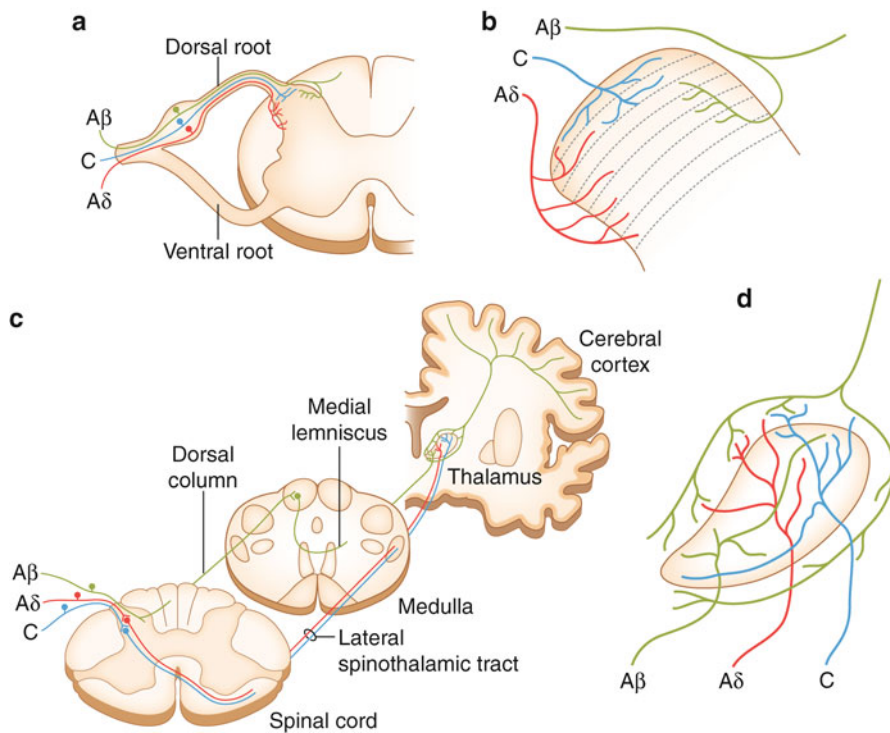 a
Dorsal root
Aβ
C
Aδ
Ventral root
b
Aβ
C
Aδ
c
Cerebral
cortex
Medial
lemniscus
Dorsal
column
Thalamus
Aβ
Aδ
C
Medulla
Lateral
spinothalamic tract
Spinal cord
d
Aβ
Aδ
C